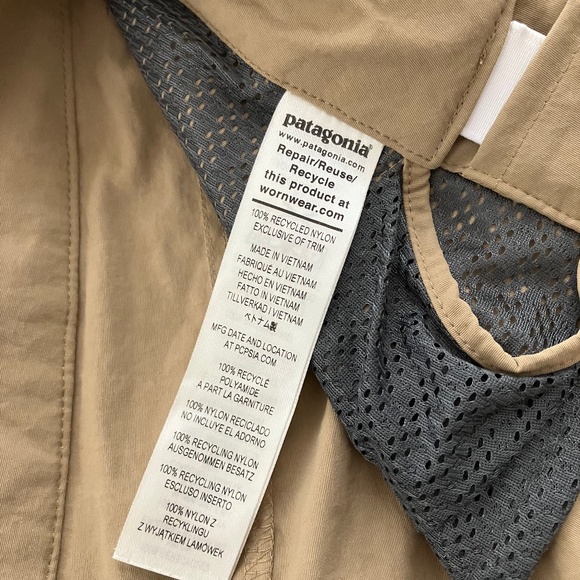 patagonia®
www.patagonia.com
Repair/Reuse/
Recycle
this product at
wornwear.com
100% RECYCLED NYLON
EXCLUSIVE OF TRIM
MADE IN VIETNAM
FABRIQUÉ AU VIETNAM
HECHO EN VIETNAM
FATTO IN VIETNAM
TILLVERKAD I VIETNAM
ベトナム製
MFG DATE AND LOCATION
AT PCPSIA.COM
100% RECYCLÉ
POLYAMIDE
A PART LA GARNITURE
100% NYLON RECICLADO
NO INCLUYE EL ADORNO
100% RECYCLING NYLON
AUSGENOMMEN BESATZ
100% RECYCLING NYLON
ESCLUSO INSERTO
100% NYLON Z
RECYKLINGU
Z WYJĄTKIEM LAMÓWEK